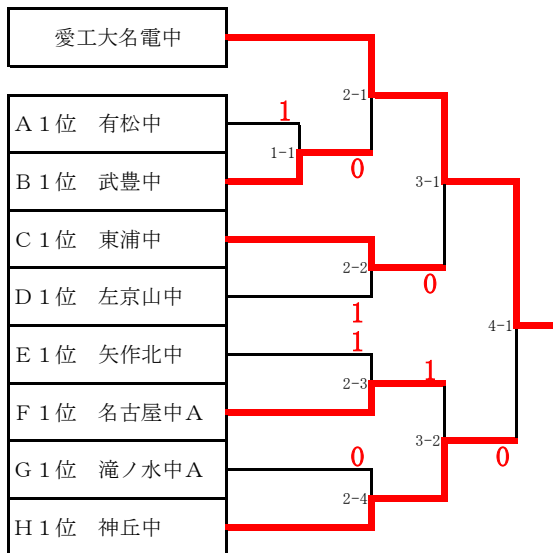 愛工大名電中
2-1
A1位 有松中
1
1-1
B1位 武豊中
0
3-1
C1位 東浦中
2-2
0
D1位 左京山中
1
4-1
E1位 矢作北中
1
2-3
1
F1位 名古屋中A
3-2
G1位 滝ノ水中A
0
0
2-4
H1位 神丘中